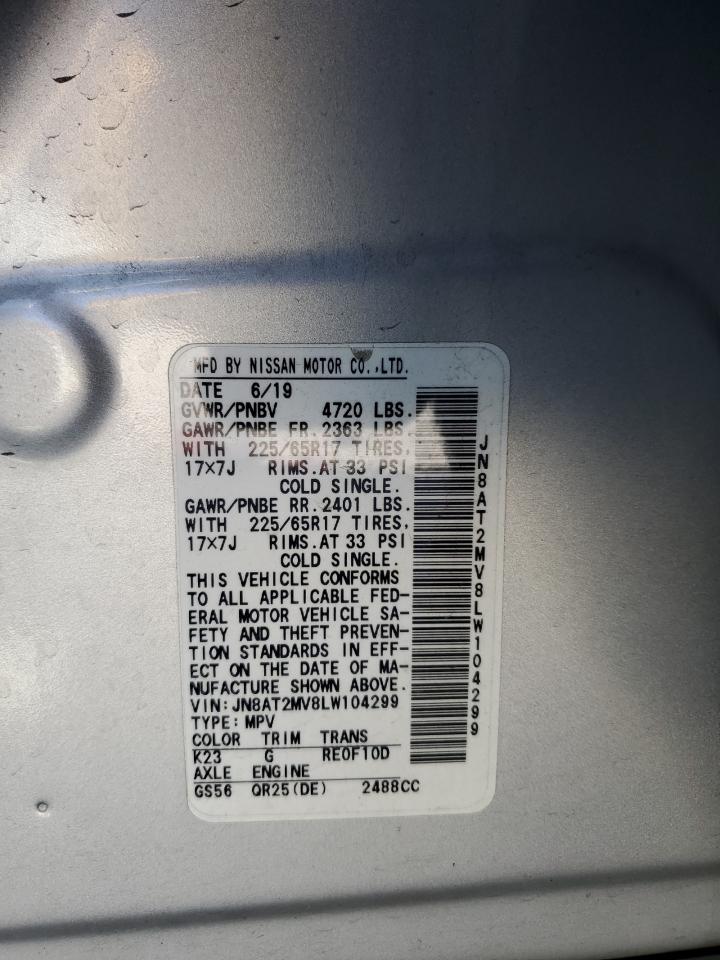 MFD BY NISSAN MOTOR CO.,LTD.
DATE 6/19
GVWR/PNBV 4720 LBS.
GAWR/PNBE FR. 2363 LBS.
WITH 225/65R17 TIRES,
17X7J RIMS.AT 33 PSI
COLD SINGLE.
GAWR/PNBE RR. 2401 LBS.
WITH 225/65R17 TIRES,
17X7J RIMS.AT 33 PSI
COLD SINGLE.
THIS VEHICLE CONFORMS
TO ALL APPLICABLE FED-
ERAL MOTOR VEHICLE SA-
FETY AND THEFT PREVEN-
TION STANDARDS IN EFF-
ECT ON THE DATE OF MA-
NUFACTURE SHOWN ABOVE.
VIN:JN8AT2MV8LW104299
TYPE:MPV
COLOR TRIM TRANS
K23 G RE0F10D
AXLE ENGINE
GS56 QR25(DE) 2488CC
JN8AT2MV8LW104299